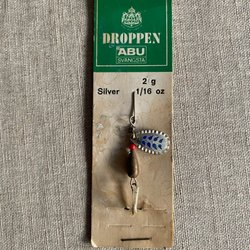 DROPPEN
ABU
SVÄNGSTA
2 g
Silver 1/16 oz